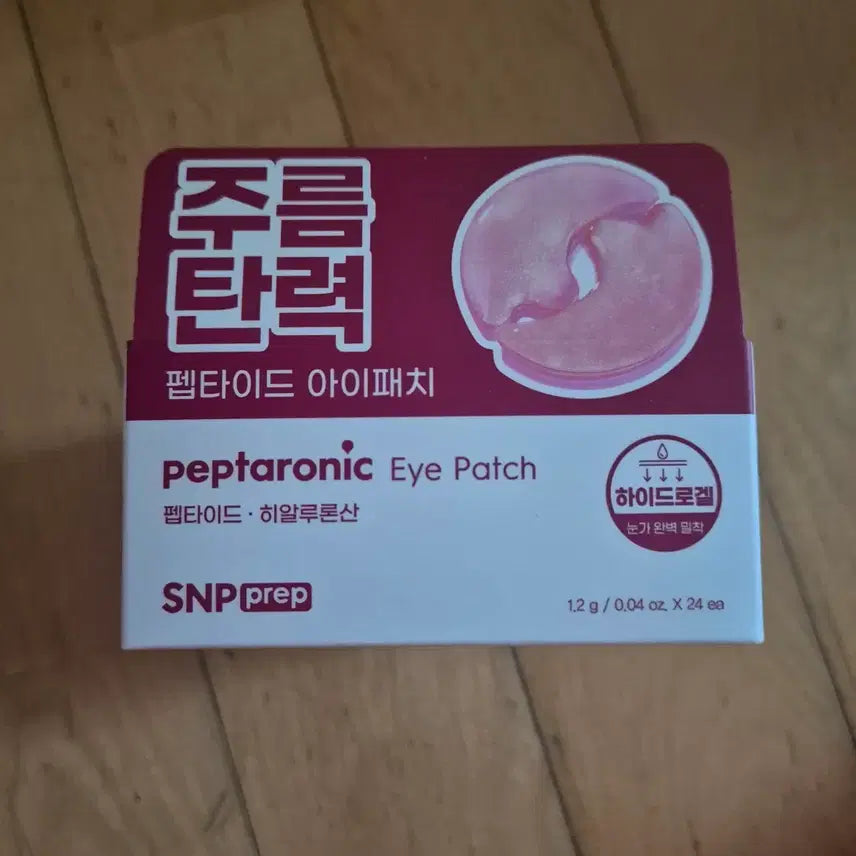 주름
탄력
펩타이드 아이패치
peptaronic Eye Patch
펩타이드 · 히알루론산
하이드로겔
눈가 완벽 밀착
SNP prep
1.2 g / 0.04 oz. X 24 ea